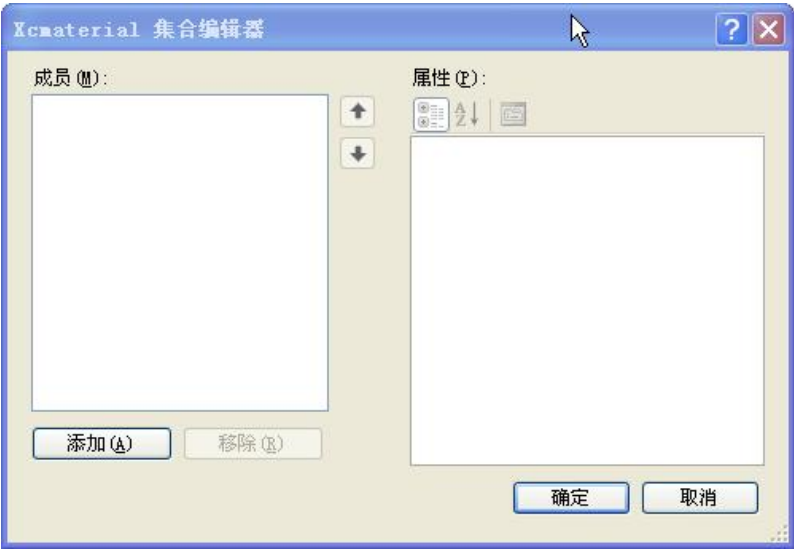 Xcmaterial 集合编辑器
成员(M):
属性(P):
添加(A)
移除(R)
确定
取消